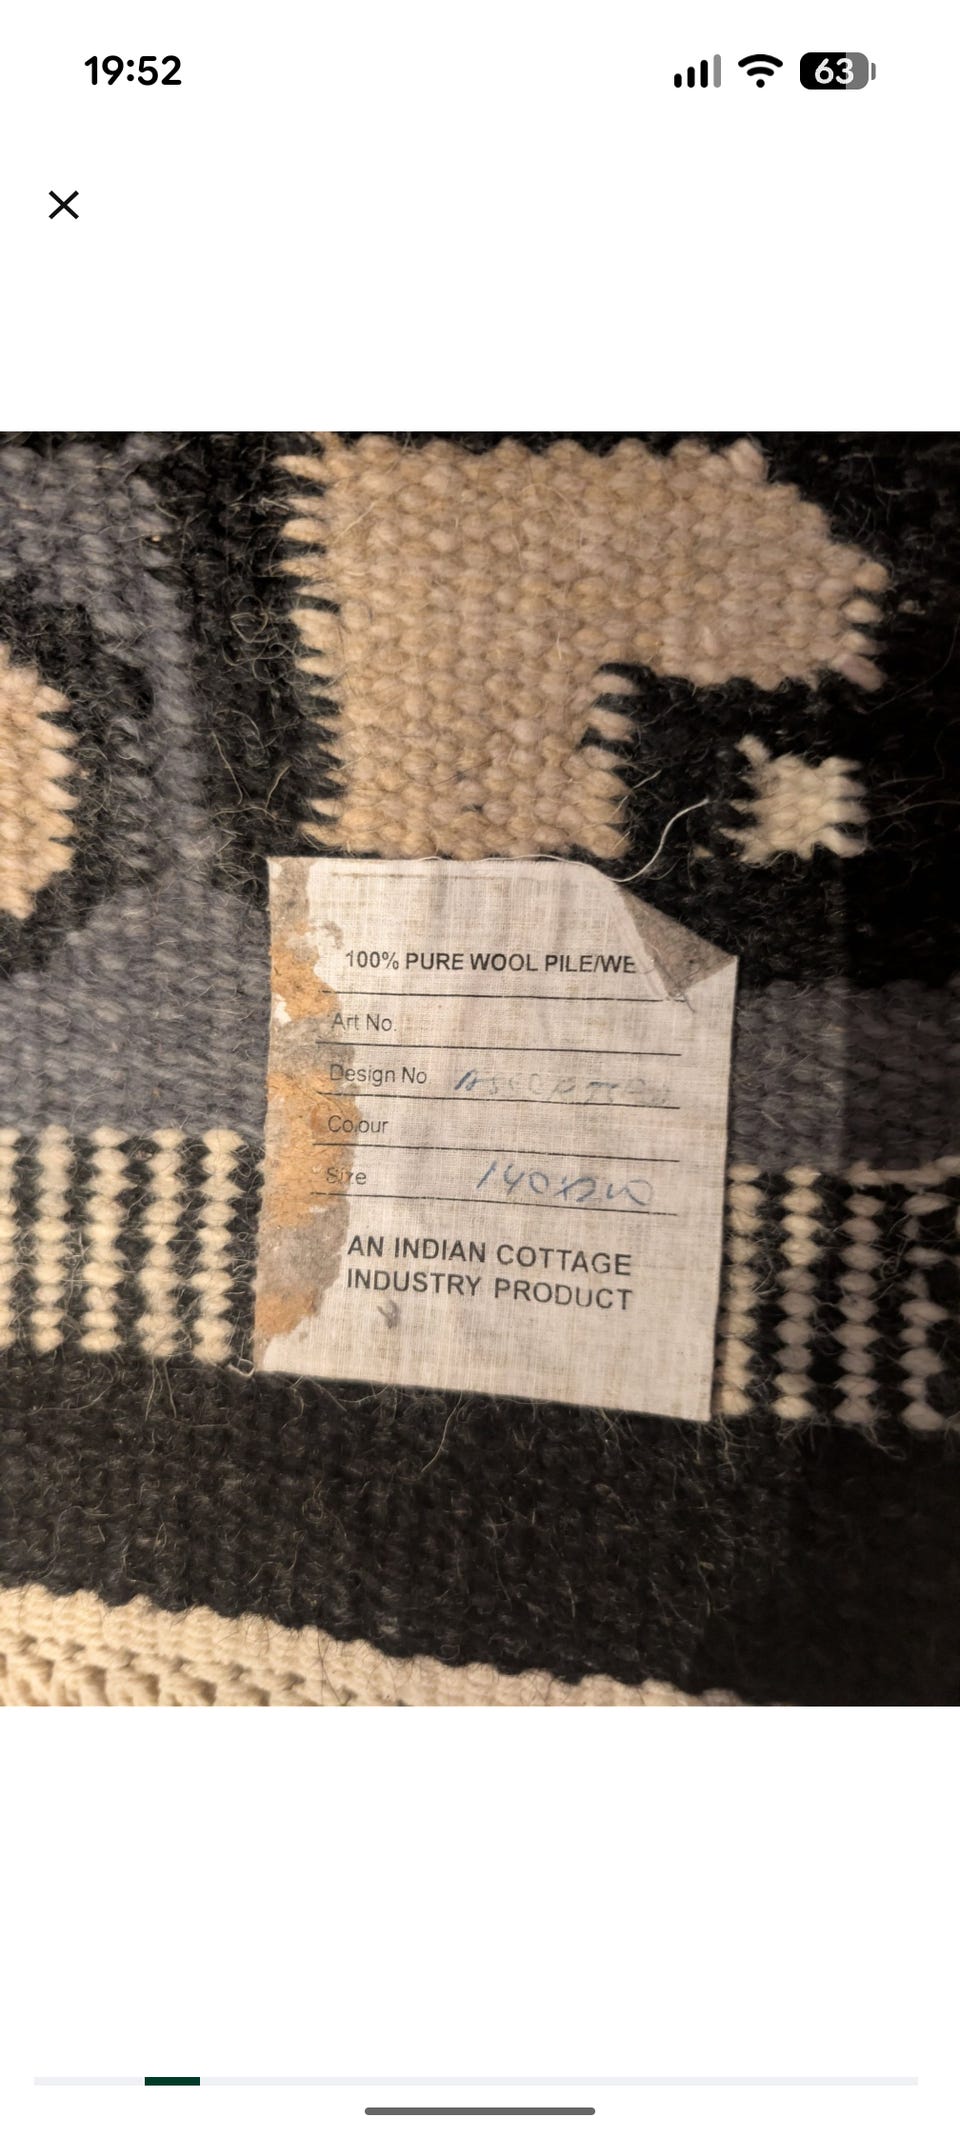 19:52
63
100% PURE WOOL PILE/WE
Art No.
Design No
Colour
Size
AN INDIAN COTTAGE
INDUSTRY PRODUCT